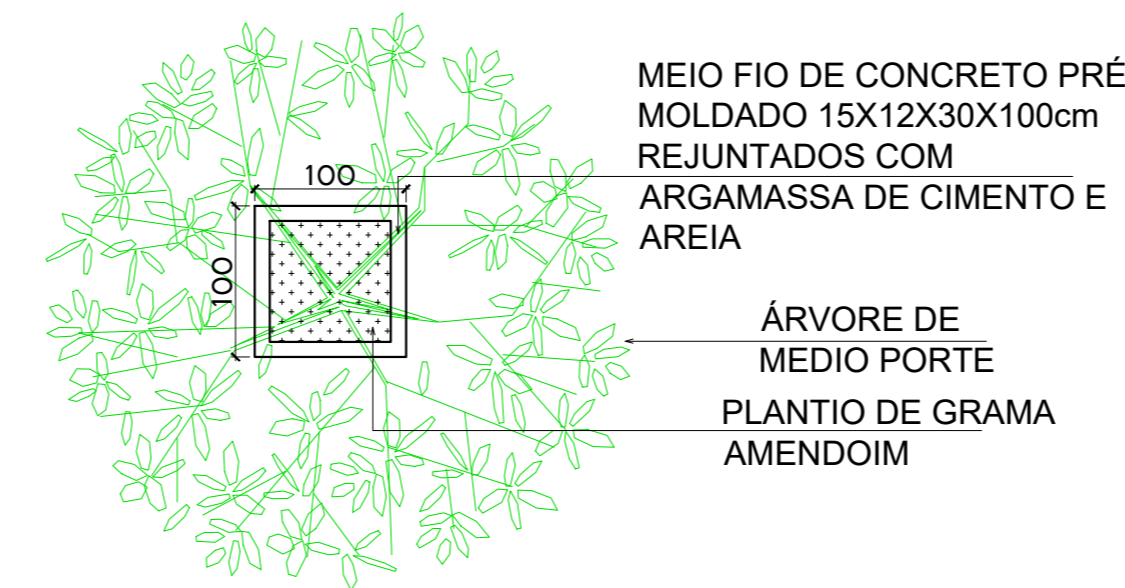 MEIO FIO DE CONCRETO PRÉ
MOLDADO 15X12X30X100cm
REJUNTADOS COM
ARGAMASSA DE CIMENTO E
AREIA
100
100
ÁRVORE DE
MEDIO PORTE
PLANTIO DE GRAMA
AMENDOIM